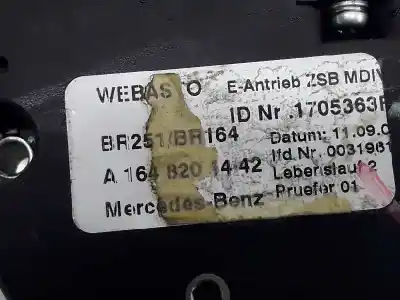 WEBASTO E-Antrieb ZSB MDIV
ID Nr .1705363
BR251/BR164 Datum: 11.09.0
lfd.Nr. 0031981
A 164 820 14 42 Lebenslauf 2
Mercedes-Benz Pruefer 01